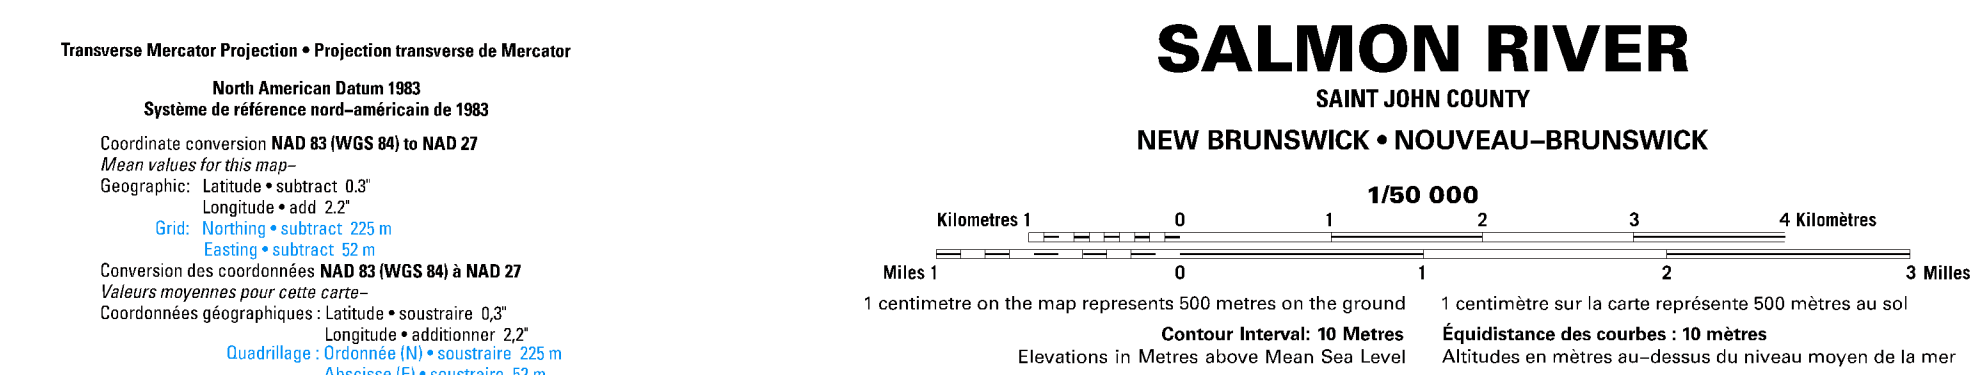 Transverse Mercator Projection • Projection transverse de Mercator
North American Datum 1983
Système de référence nord–américain de 1983
Coordinate conversion NAD 83 (WGS 84) to NAD 27
Mean values for this map–
Geographic: Latitude • subtract 0.3"
Longitude • add 2.2"
Grid: Northing • subtract 225 m
Easting • subtract 52 m
Conversion des coordonnées NAD 83 (WGS 84) à NAD 27
Valeurs moyennes pour cette carte–
Coordonnées géographiques : Latitude • soustraire 0,3"
Longitude • additionner 2,2"
Quadrillage : Ordonnée (N) • soustraire 225 m
Abscisse (E) • soustraire 52 m
SALMON RIVER
SAINT JOHN COUNTY
NEW BRUNSWICK • NOUVEAU–BRUNSWICK
1/50 000
Kilometres 1 0 1 2 3 4 Kilomètres
Miles 1 0 1 2 3 Milles
1 centimetre on the map represents 500 metres on the ground
1 centimètre sur la carte représente 500 mètres au sol
Contour Interval: 10 Metres
Équidistance des courbes : 10 mètres
Elevations in Metres above Mean Sea Level
Altitudes en mètres au–dessus du niveau moyen de la mer